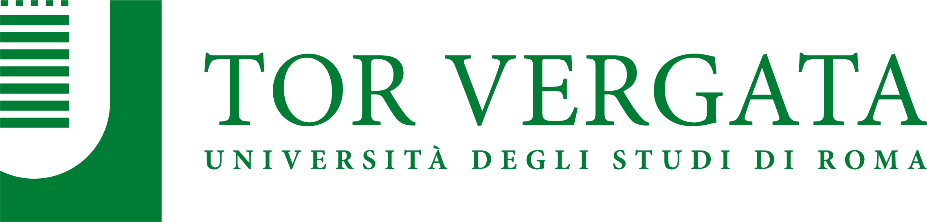 TOR VERGATA
UNIVERSITÀ DEGLI STUDI DI ROMA